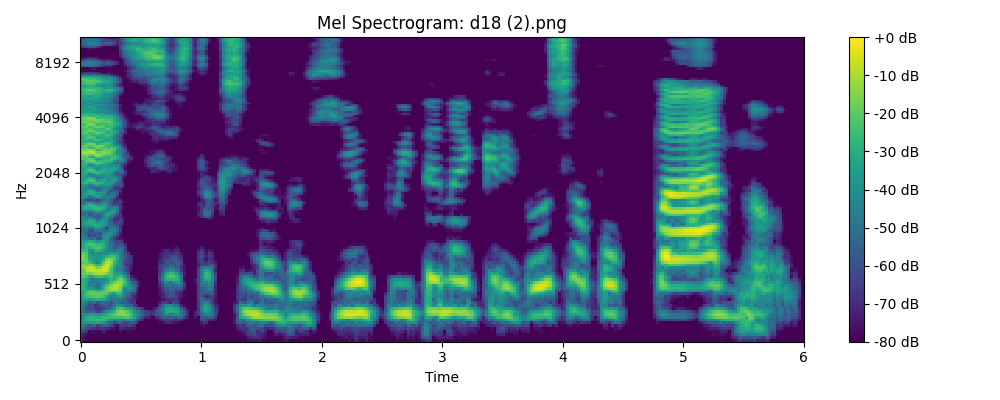 Mel Spectrogram: d18 (2).png
8192
4096
2048
1024
512
0
Hz
0 1 2 3 4 5 6
Time
+0 dB
-10 dB
-20 dB
-30 dB
-40 dB
-50 dB
-60 dB
-70 dB
-80 dB